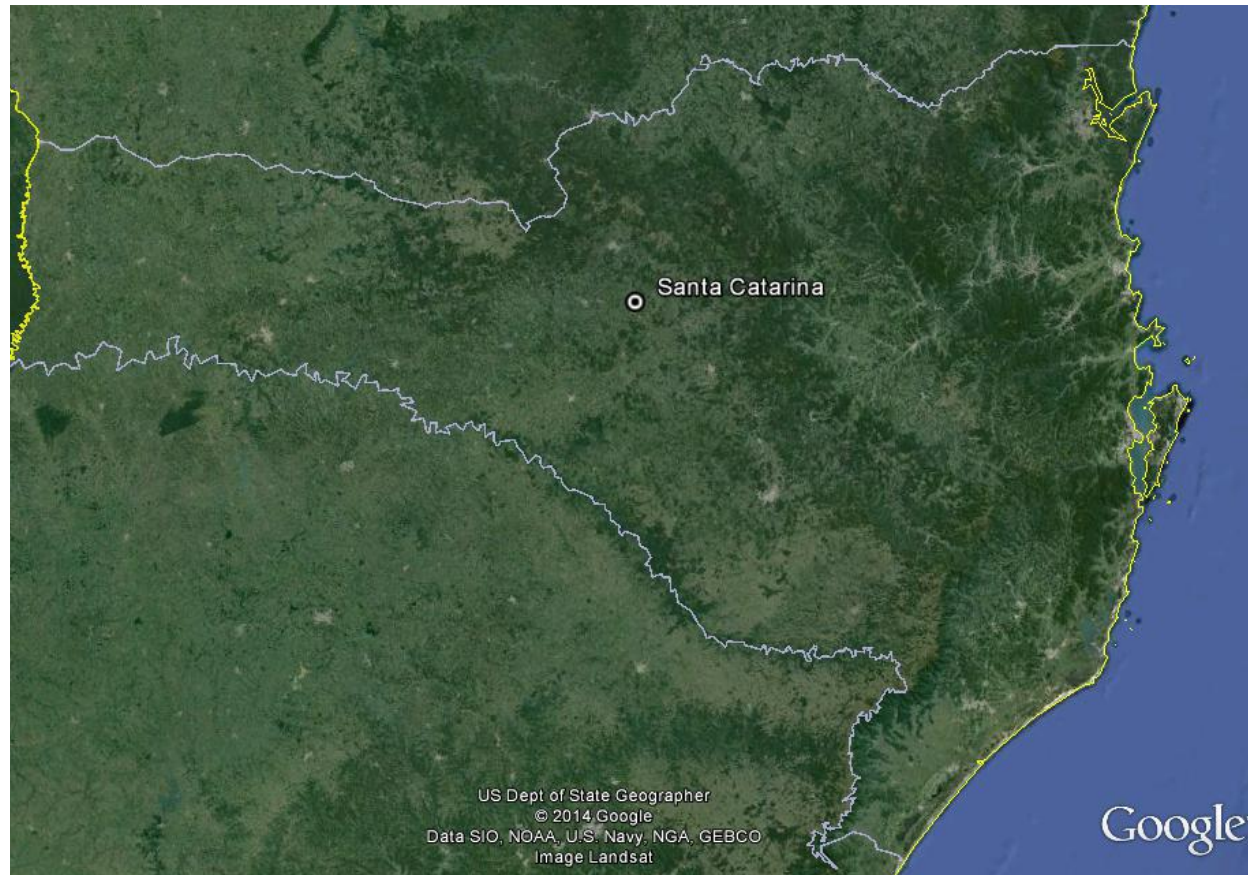 Santa Catarina
US Dept of State Geographer
© 2014 Google
Data SIO, NOAA, U.S. Navy, NGA, GEBCO
Image Landsat
Google